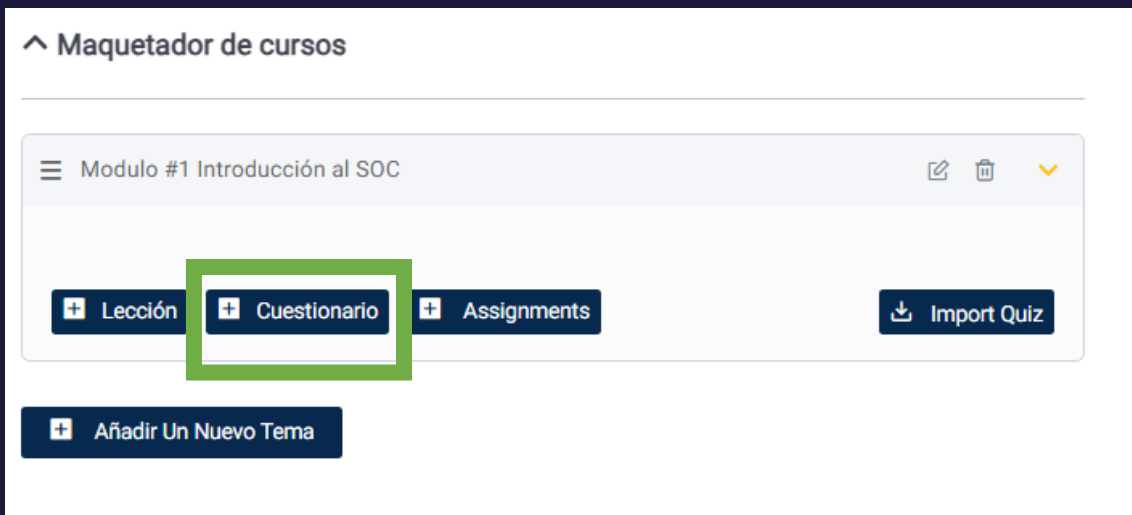 Maquetador de cursos
Modulo #1 Introducción al SOC
Lección Cuestionario Assignments Import Quiz
Añadir Un Nuevo Tema